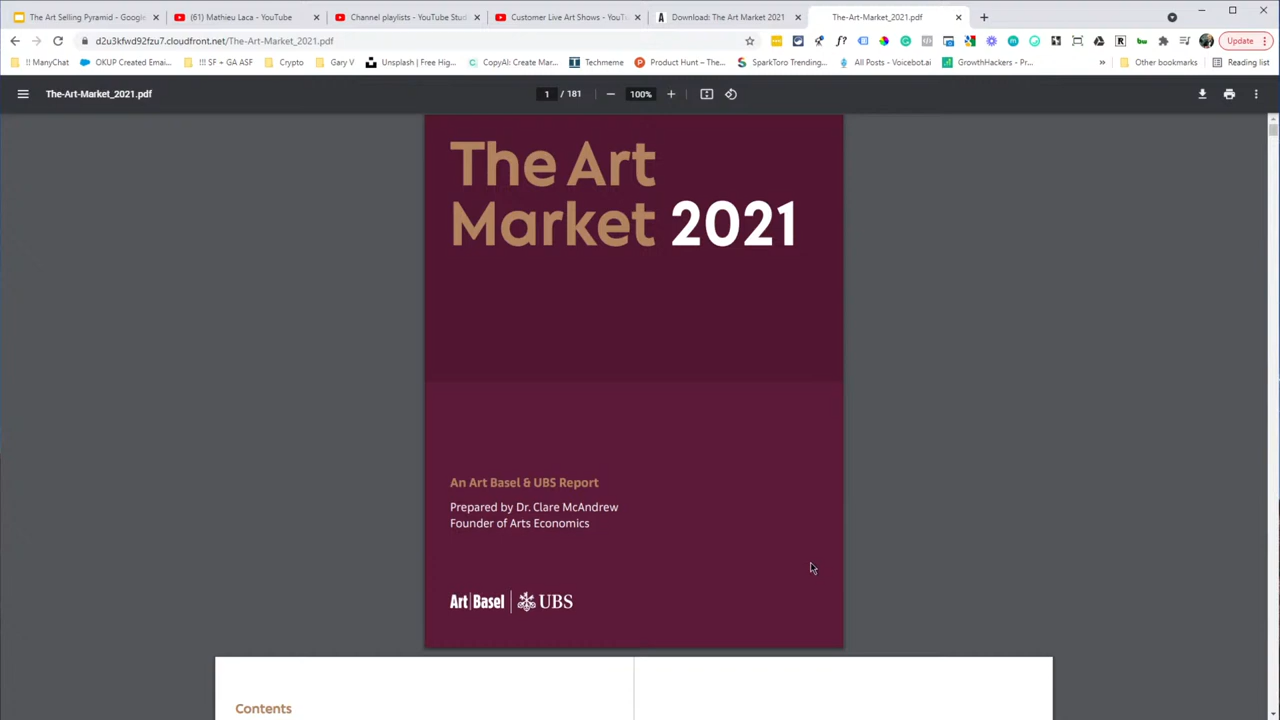 The Art Selling Pyramid - Google
(61) Mathieu Laca - YouTube
Channel playlists - YouTube Stud
Customer Live Art Shows - YouTu
Download: The Art Market 2021
The-Art-Market_2021.pdf
d2u3kfwd92fzu7.cloudfront.net/The-Art-Market_2021.pdf
Update
!! ManyChat
OKUP Created Emai...
!!! SF + GA ASF
Crypto
Gary V
Unsplash | Free Hig...
CopyAI: Create Mar...
Techmeme
Product Hunt – The...
SparkToro Trending...
All Posts - Voicebot.ai
GrowthHackers - Pr...
»
Other bookmarks
Reading list
The-Art-Market_2021.pdf
1 / 181
100%
The Art
Market 2021
An Art Basel & UBS Report
Prepared by Dr. Clare McAndrew
Founder of Arts Economics
Art|Basel
UBS
Contents